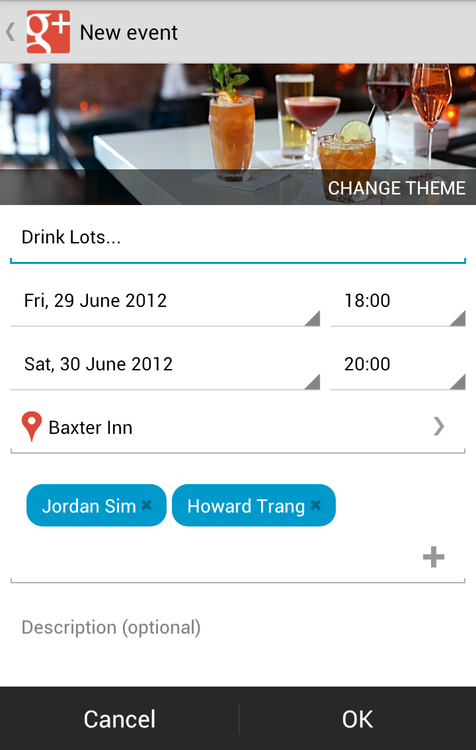 g+ New event
CHANGE THEME
Drink Lots...
Fri, 29 June 2012 18:00
Sat, 30 June 2012 20:00
Baxter Inn
Jordan Sim Howard Trang
Description (optional)
Cancel OK